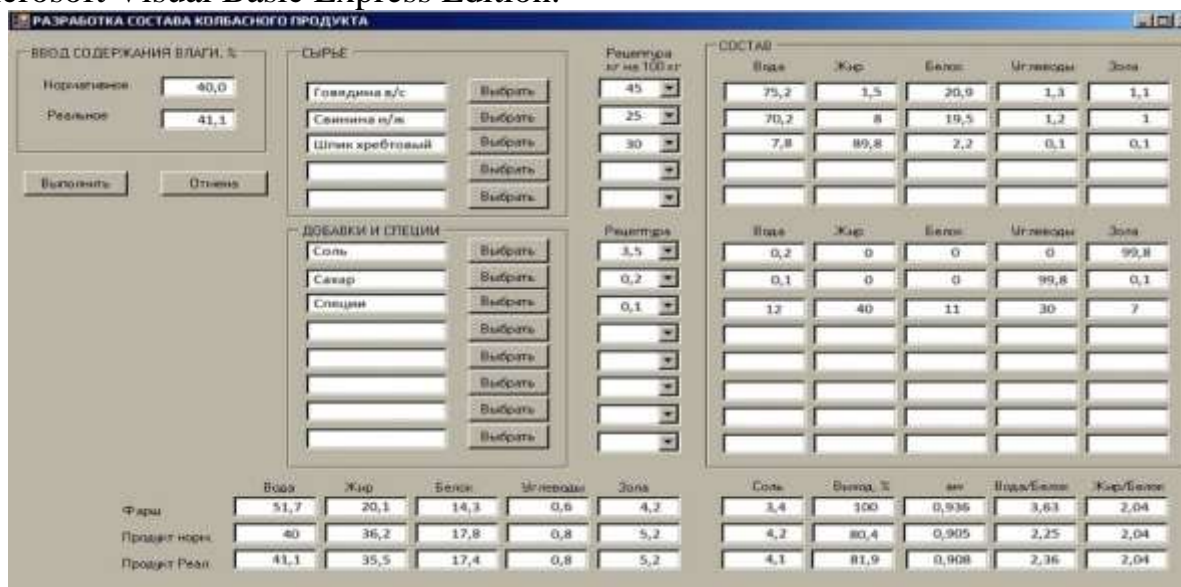 Microsoft Visual Basic Express Edition.
РАЗРАБОТКА СОСТАВА КОЛБАСНОГО ПРОДУКТА
ВВОД СОДЕРЖАНИЯ ВЛАГИ, %
Нормативное 40,0
Реальное 41,1
Выполнить Отмена
СЫРЬЕ Рецептура кг на 100 кг
Говядина в/с Выбрать 45
Свинина н/ж Выбрать 25
Шпик хребтовый Выбрать 30
Выбрать
Выбрать
СОСТАВ
Вода Жир Белок Углеводы Зола
75,2 1,5 20,9 1,3 1,1
70,2 8 19,5 1,2 1
7,8 89,8 2,2 0,1 0,1
ДОБАВКИ И СПЕЦИИ Рецептура
Соль Выбрать 3,5
Сахар Выбрать 0,2
Специи Выбрать 0,1
Выбрать
Выбрать
Выбрать
Выбрать
Выбрать
Вода Жир Белок Углеводы Зола
0,2 0 0 0 99,8
0,1 0 0 99,8 0,1
12 40 11 30 7
Вода Жир Белок Углеводы Зола Соль Выход, % Вода/Белок Жир/Белок
Фарш 51,7 20,1 14,3 0,6 4,2 3,4 100 0,936 3,63 2,04
Продукт норм. 40 36,2 17,8 0,8 5,2 4,2 80,4 0,905 2,25 2,04
Продукт Реал 41,1 35,5 17,4 0,8 5,2 4,1 81,9 0,908 2,36 2,04